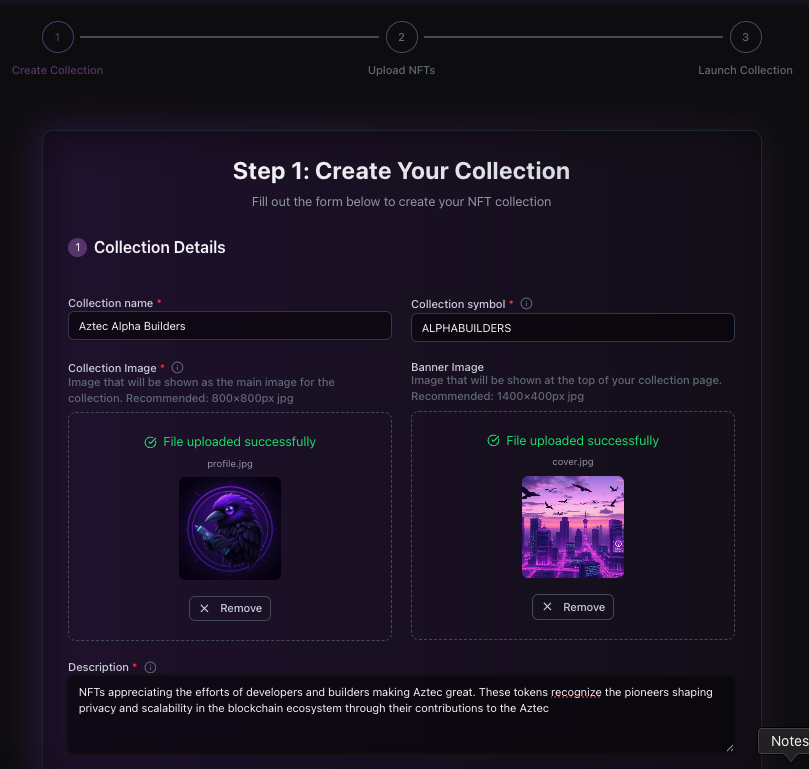 1
2
3
Create Collection
Upload NFTs
Launch Collection
Step 1: Create Your Collection
Fill out the form below to create your NFT collection
1 Collection Details
Collection name *
Aztec Alpha Builders
Collection symbol *
ALPHABUILDERS
Collection Image *
Image that will be shown as the main image for the
collection. Recommended: 800×800px jpg
File uploaded successfully
profile.jpg
Remove
Banner Image
Image that will be shown at the top of your collection page.
Recommended: 1400×400px jpg
File uploaded successfully
cover.jpg
Remove
Description *
NFTs appreciating the efforts of developers and builders making Aztec great. These tokens recognize the pioneers shaping
privacy and scalability in the blockchain ecosystem through their contributions to the Aztec
Notes